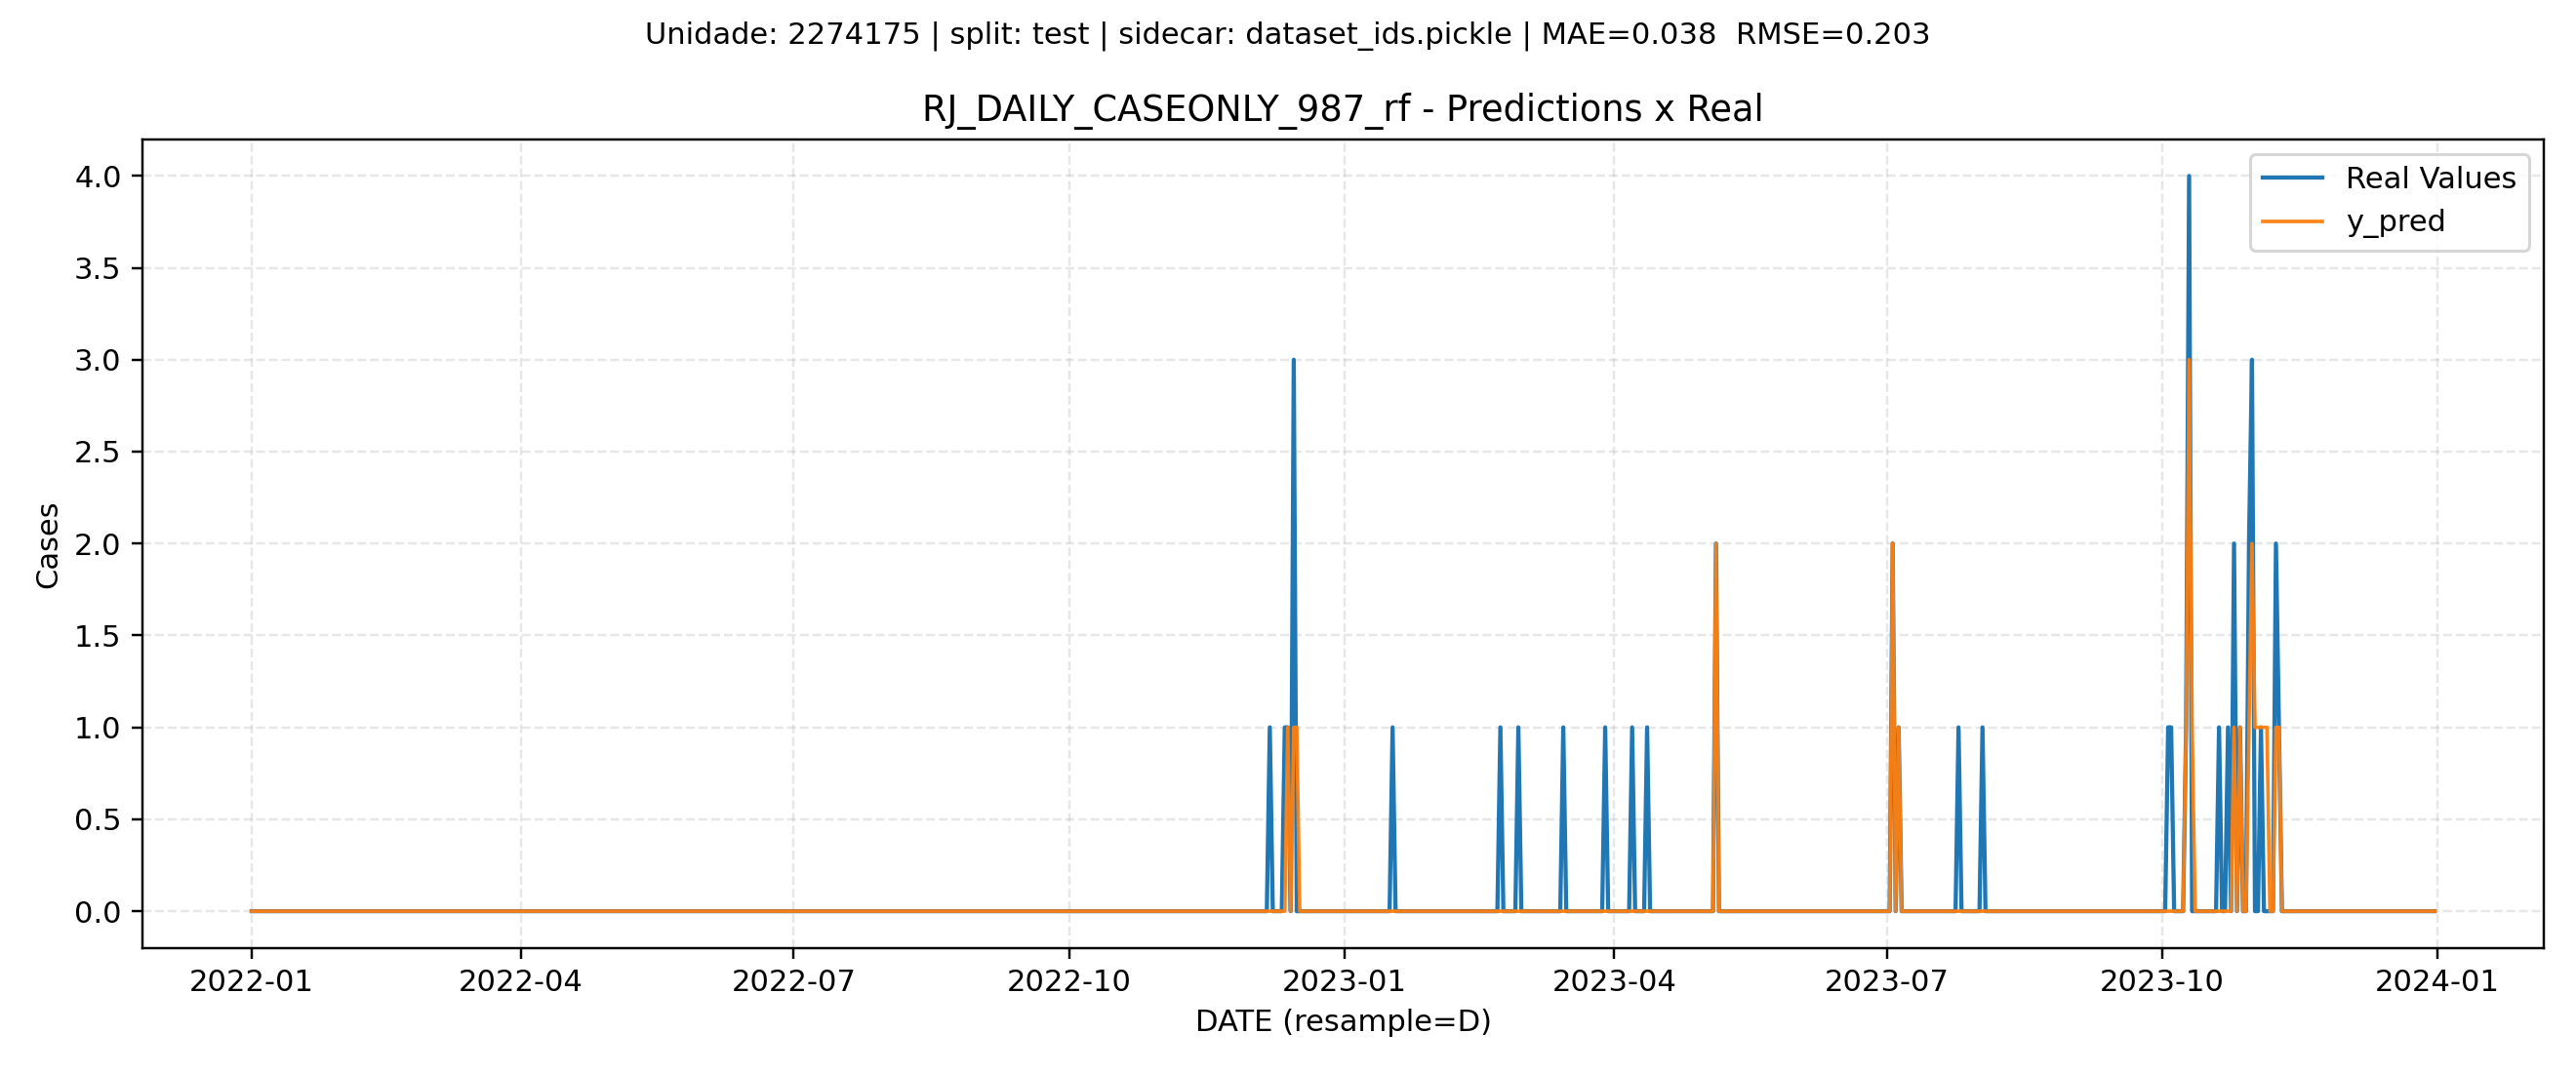 Unidade: 2274175 | split: test | sidecar: dataset_ids.pickle | MAE=0.038  RMSE=0.203
RJ_DAILY_CASEONLY_987_rf - Predictions x Real
Real Values
y_pred
Cases
4.0
3.5
3.0
2.5
2.0
1.5
1.0
0.5
0.0
2022-01 2022-04 2022-07 2022-10 2023-01 2023-04 2023-07 2023-10 2024-01
DATE (resample=D)